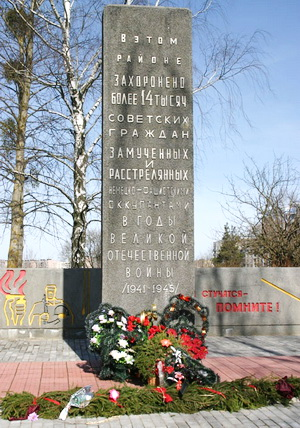 В ЭТОМ
РАЙОНЕ
ЗАХОРОНЕНО
БОЛЕЕ 14 ТЫСЯЧ
СОВЕТСКИХ
ГРАЖДАН
ЗАМУЧЕННЫХ
И
РАССТРЕЛЯННЫХ
НЕМЕЦКО-ФАШИСТСКИМИ
ОККУПАНТАМИ
В ГОДЫ
ВЕЛИКОЙ
ОТЕЧЕСТВЕННОЙ
ВОЙНЫ
/1941-1945/
СТУЧАТСЯ-
ПОМНИТЕ!